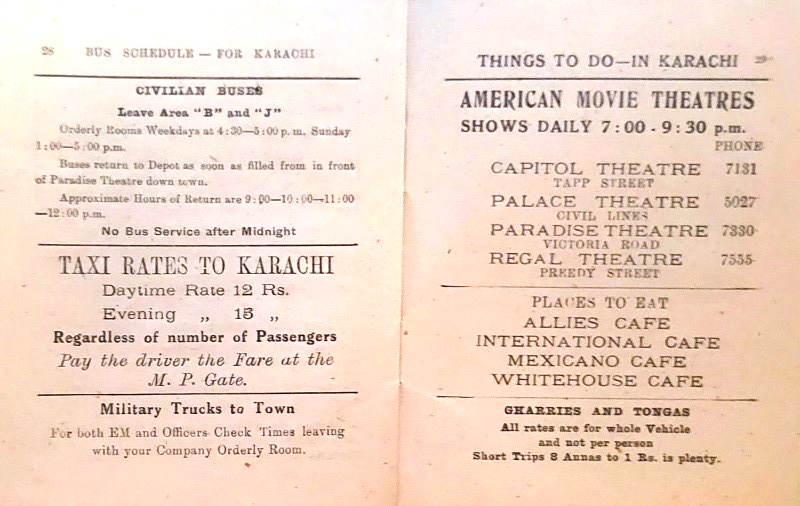 28 BUS SCHEDULE — FOR KARACHI
CIVILIAN BUSES
Leave Area "B" and "J"
Orderly Rooms Weekdays at 4:30—5:00 p. m. Sunday
1:00—5:00 p.m.
Buses return to Depot as soon as filled from in front
of Paradise Theatre down town.
Approximate Hours of Return are 9:00—10:00—11:00
—12:00 p.m.
No Bus Service after Midnight
TAXI RATES TO KARACHI
Daytime Rate 12 Rs.
Evening „ 15 „
Regardless of number of Passengers
Pay the driver the Fare at the
M. P. Gate.
Military Trucks to Town
For both EM and Officers Check Times leaving
with your Company Orderly Room.
THINGS TO DO—IN KARACHI 29
AMERICAN MOVIE THEATRES
SHOWS DAILY 7:00 - 9:30 p.m.
PHONE
CAPITOL THEATRE 7131
TAPP STREET
PALACE THEATRE 5027
CIVIL LINES
PARADISE THEATRE 7330
VICTORIA ROAD
REGAL THEATRE 7555
PREEDY STREET
PLACES TO EAT
ALLIES CAFE
INTERNATIONAL CAFE
MEXICANO CAFE
WHITEHOUSE CAFE
GHARRIES AND TONGAS
All rates are for whole Vehicle
and not per person
Short Trips 8 Annas to 1 Rs. is plenty.